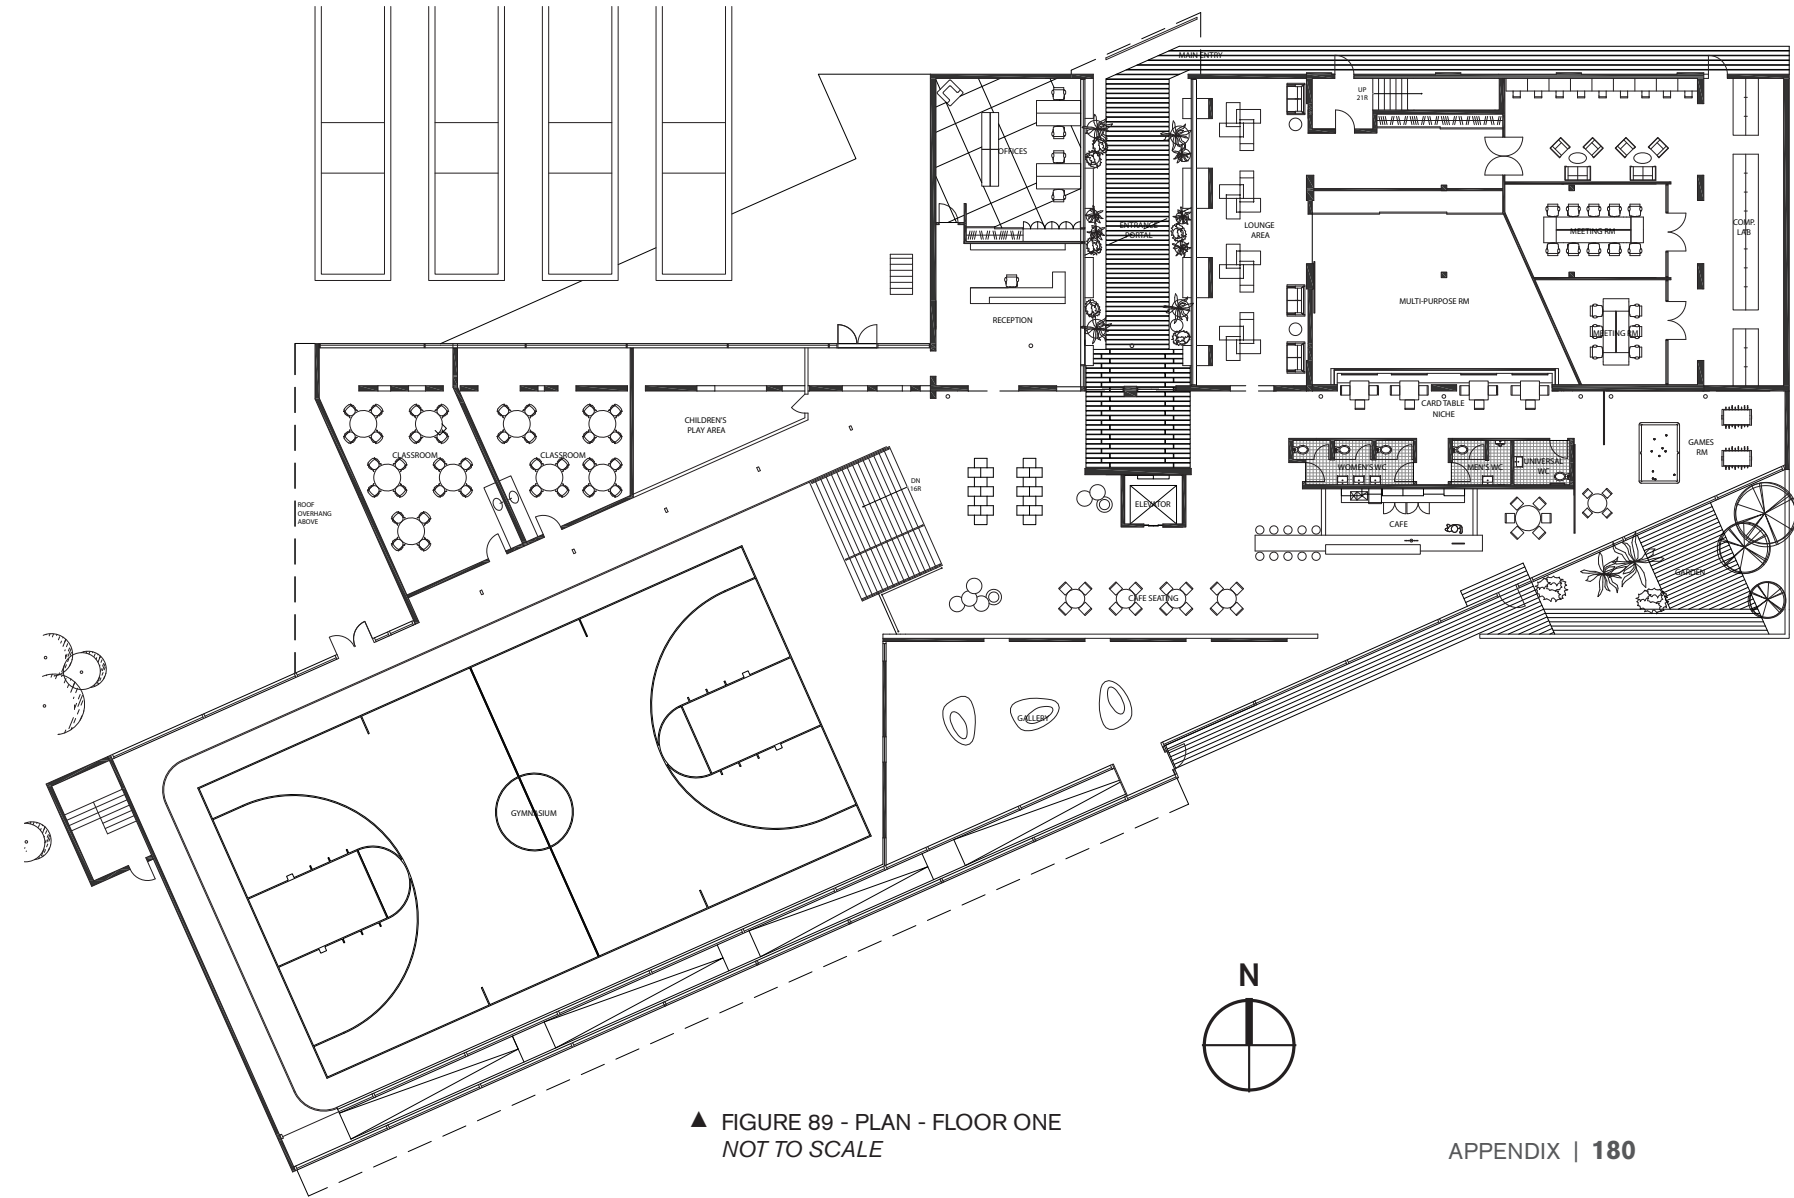 MAIN ENTRY
UP
21R
OFFICES
ENTRANCE
PORTAL
LOUNGE
AREA
MEETING RM
COMP.
LAB
MULTI-PURPOSE RM
RECEPTION
MEETING RM
CARD TABLE
NICHE
CHILDREN'S
PLAY AREA
GAMES
RM
CLASSROOM
CLASSROOM
WOMEN'S WC
MEN'S WC
UNIVERSAL
WC
DN
16R
ROOF
OVERHANG
ABOVE
ELEVATOR
CAFE
GARDEN
CAFE SEATING
GALLERY
GYMNASIUM
N
▲ FIGURE 89 - PLAN - FLOOR ONE
NOT TO SCALE
APPENDIX | 180